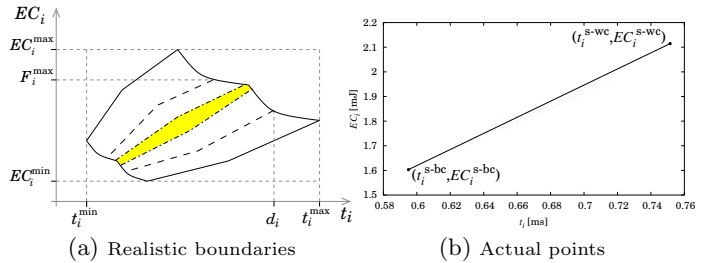 EC_i
EC_i^max
F_i^max
EC_i^min
t_i^min
d_i
t_i^max
t_i
(a) Realistic boundaries
2.2
2.1
2
1.9
1.8
1.7
1.6
1.5
EC_i [mJ]
(t_i^s-wc,EC_i^s-wc)
(t_i^s-bc,EC_i^s-bc)
0.58
0.6
0.62
0.64
0.66
0.68
0.7
0.72
0.74
0.76
t_i [ms]
(b) Actual points